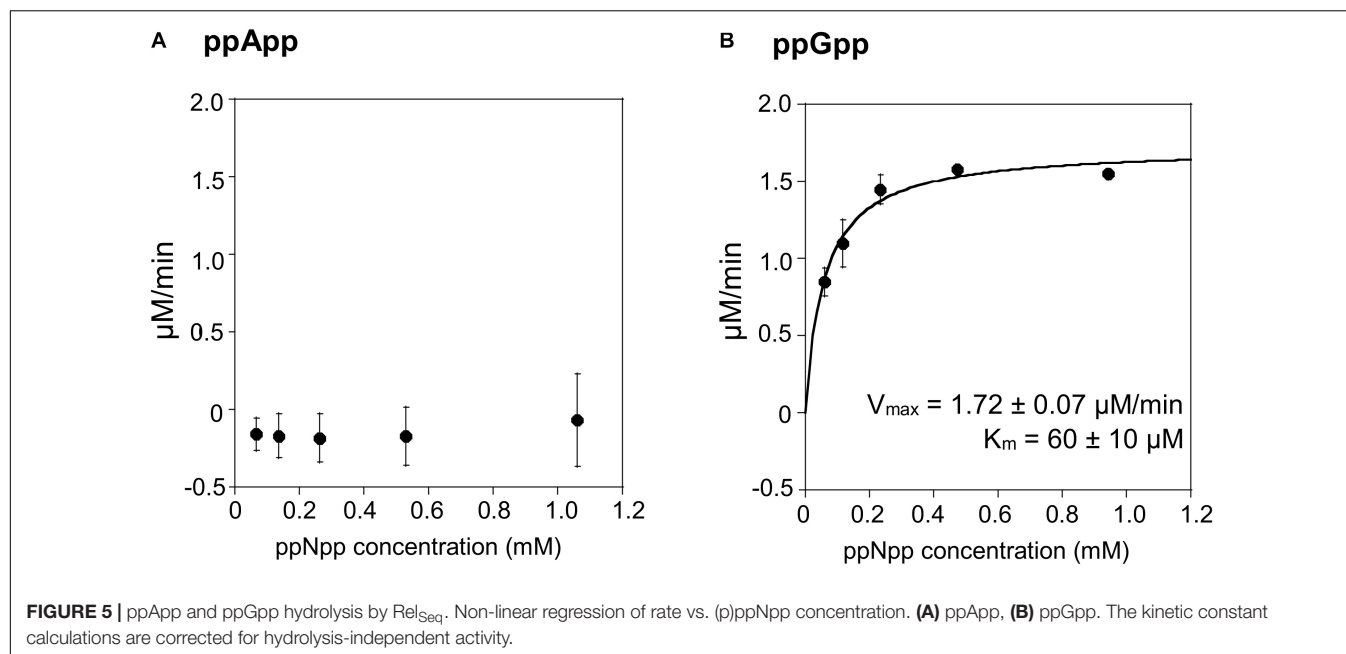 A ppApp
2.0
1.5
1.0
0.5
0
-0.5
µM/min
0 0.2 0.4 0.6 0.8 1.0 1.2
ppNpp concentration (mM)
B ppGpp
2.0
1.5
1.0
0.5
0
-0.5
µM/min
Vmax = 1.72 ± 0.07 µM/min
Km = 60 ± 10 µM
0 0.2 0.4 0.6 0.8 1.0 1.2
ppNpp concentration (mM)
FIGURE 5 | ppApp and ppGpp hydrolysis by RelSeq. Non-linear regression of rate vs. (p)ppNpp concentration. (A) ppApp, (B) ppGpp. The kinetic constant
calculations are corrected for hydrolysis-independent activity.